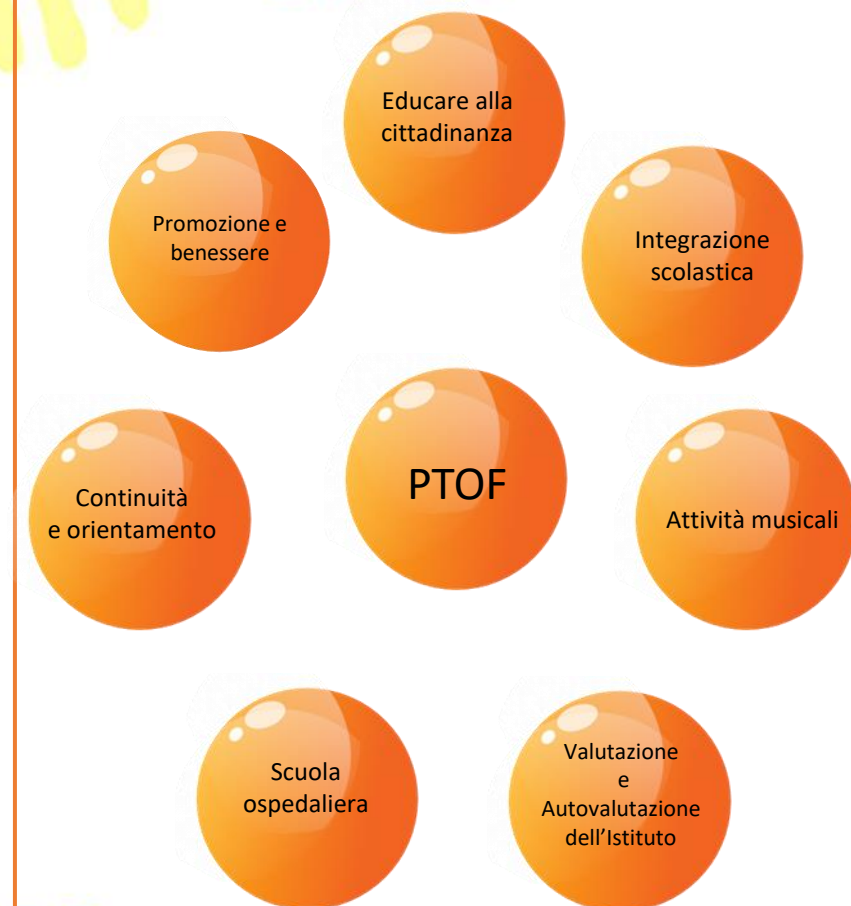 Educare alla
cittadinanza
Promozione e
benessere
Integrazione
scolastica
Continuità
e orientamento
PTOF
Attività musicali
Scuola
ospedaliera
Valutazione
e
Autovalutazione
dell’Istituto